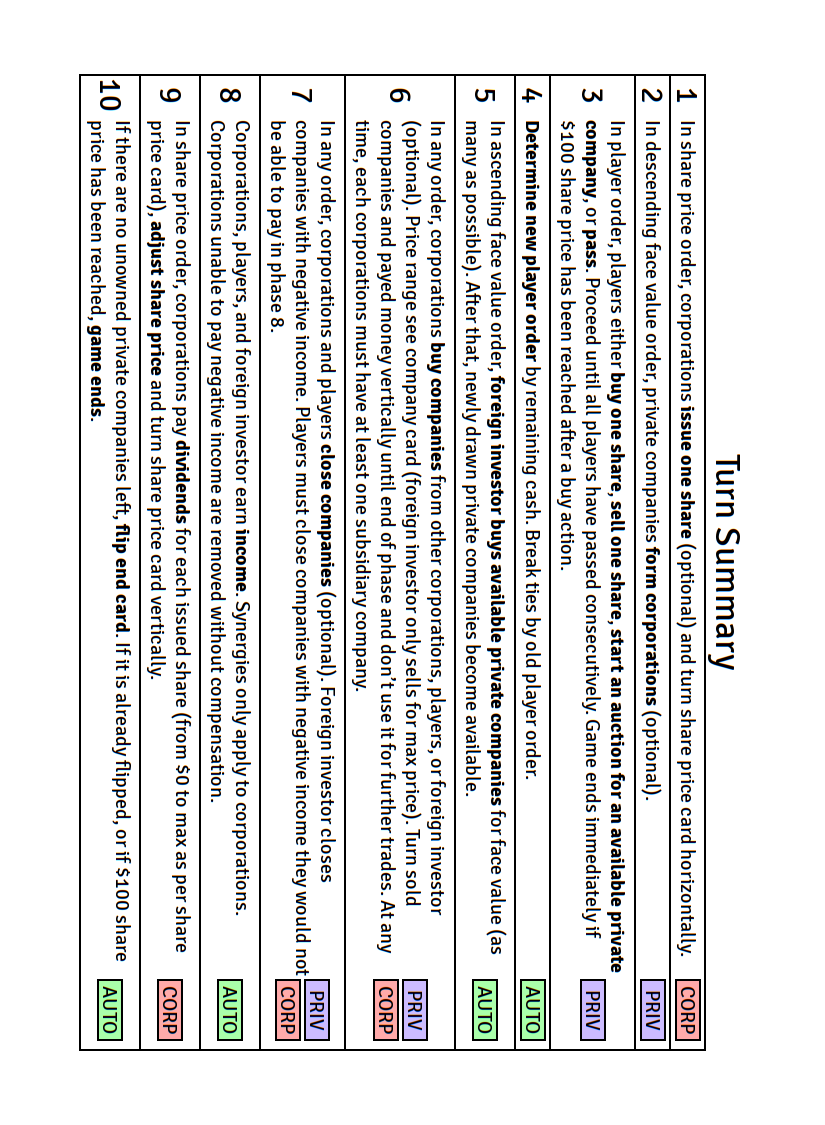 Turn Summary
1 In share price order, corporations issue one share (optional) and turn share price card horizontally. CORP
2 In descending face value order, private companies form corporations (optional). PRIV
3 In player order, players either buy one share, sell one share, start an auction for an available private
company, or pass. Proceed until all players have passed consecutively. Game ends immediately if
$100 share price has been reached after a buy action.
PRIV
4 Determine new player order by remaining cash. Break ties by old player order. AUTO
5 In ascending face value order, foreign investor buys available private companies for face value (as
many as possible). After that, newly drawn private companies become available.
AUTO
6 In any order, corporations buy companies from other corporations, players, or foreign investor
(optional). Price range see company card (foreign investor only sells for max price). Turn sold
companies and payed money vertically until end of phase and don't use it for further trades. At any
time, each corporations must have at least one subsidiary company.
PRIV
CORP
7 In any order, corporations and players close companies (optional). Foreign investor closes
companies with negative income. Players must close companies with negative income they would not
be able to pay in phase 8.
PRIV
CORP
8 Corporations, players, and foreign investor earn income. Synergies only apply to corporations.
Corporations unable to pay negative income are removed without compensation.
AUTO
9 In share price order, corporations pay dividends for each issued share (from $0 to max as per share
price card), adjust share price and turn share price card vertically.
CORP
10 If there are no unowned private companies left, flip end card. If it is already flipped, or if $100 share
price has been reached, game ends.
AUTO